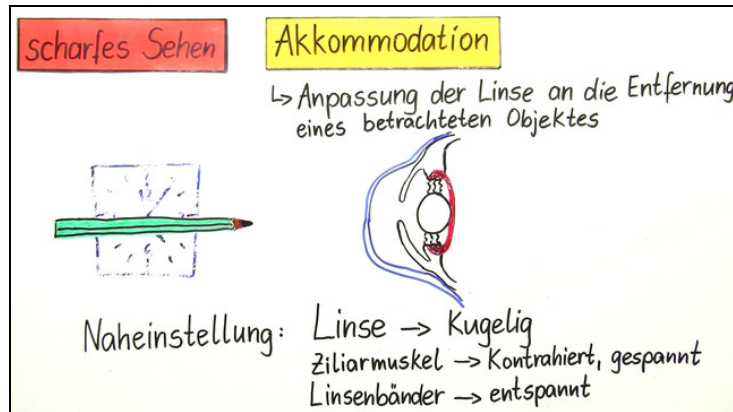 scharfes Sehen
Akkommodation
↳ Anpassung der Linse an die Entfernung
eines betrachteten Objektes
Naheinstellung: Linse → Kugelig
Ziliarmuskel → Kontrahiert, gespannt
Linsenbänder → entspannt